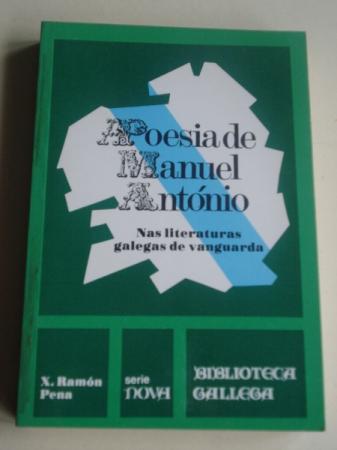 A Poesia de
Manuel
António
Nas literaturas
galegas de vanguarda
X. Ramón
Pena
serie
NOVA
BIBLIOTECA
GALLEGA